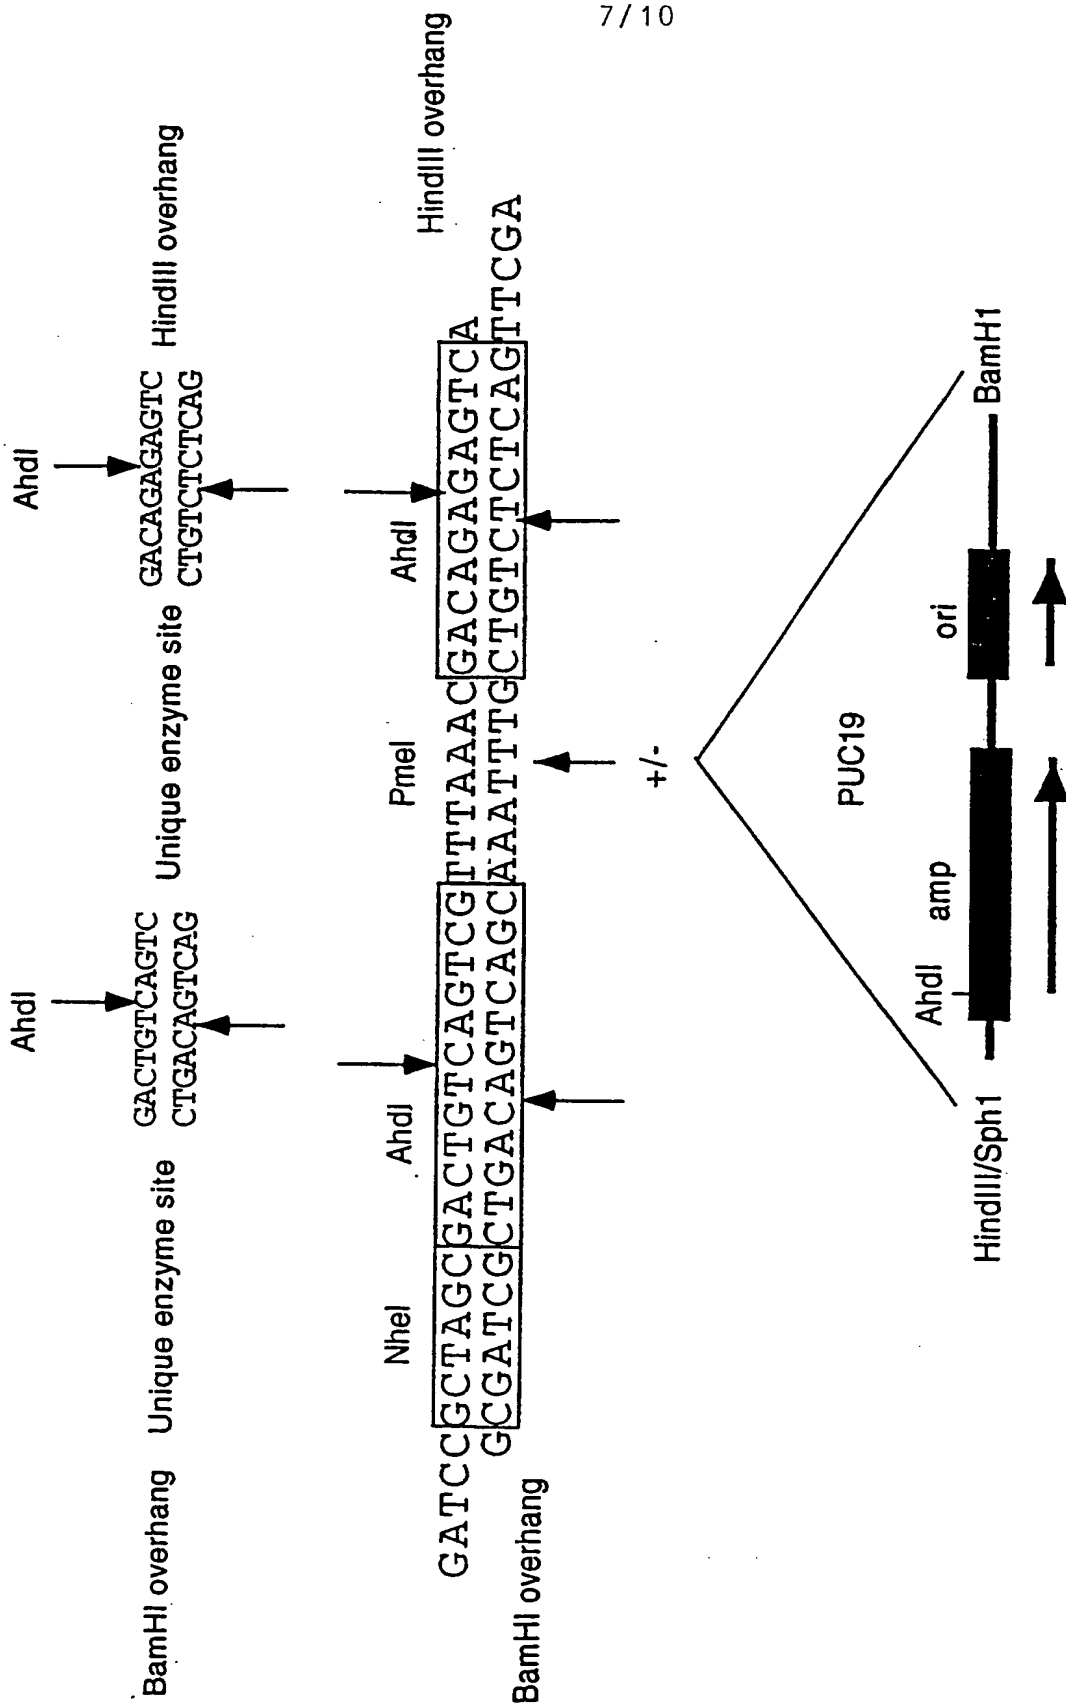 7/10
AhdI AhdI
BamHI overhang Unique enzyme site GACTGTCAGTC Unique enzyme site GACAGAGAGTC HindIII overhang
CTGACAGTCAG CTGTCTCTCAG
NheI AhdI PmeI AhdI HindIII overhang
GATCCGCTAGCGACTGTCAGTCGTTTAAACGACAGAGAGTCA
GCGATCGCTGACAGTCAGCAAATTTGCTGTCTCTCAGTTCGA
BamHI overhang
+/-
PUC19
AhdI amp ori
HindIII/Sph1 BamH1